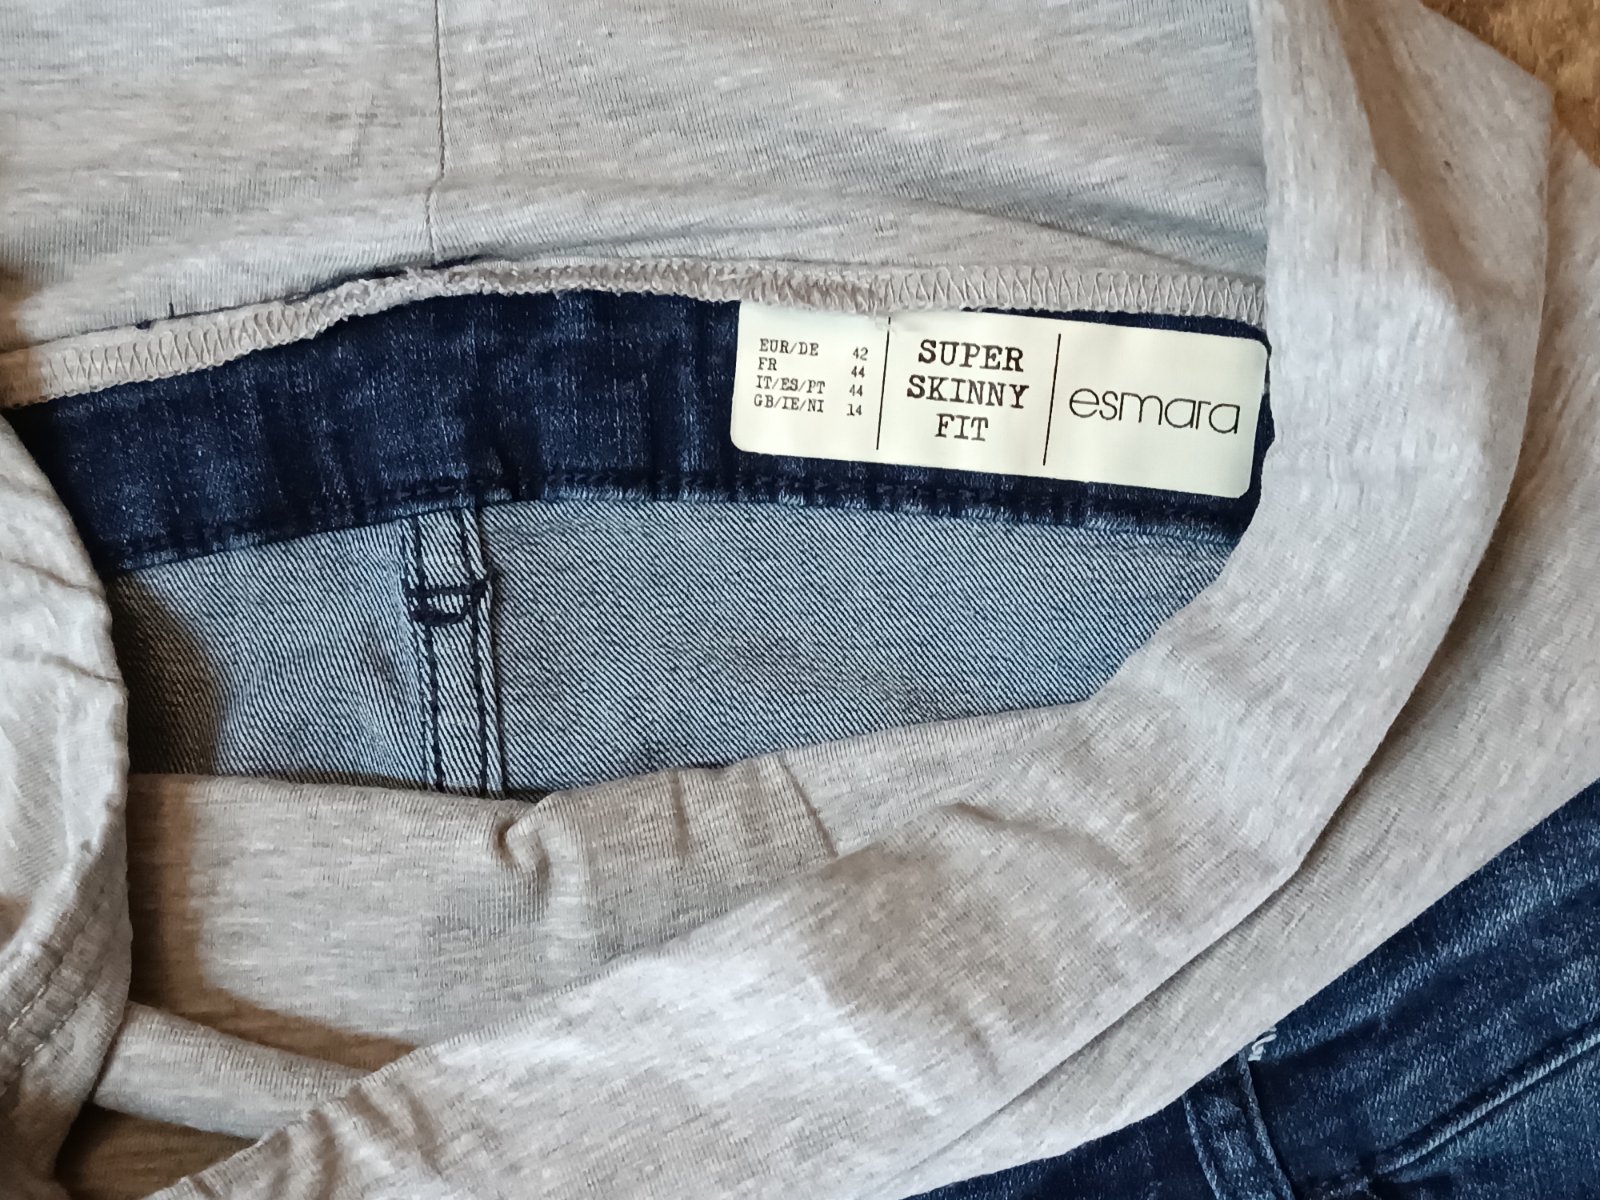 EUR/DE 42
FR 44
IT/ES/PT 44
GB/IE/NI 14
SUPER
SKINNY
FIT
esmara